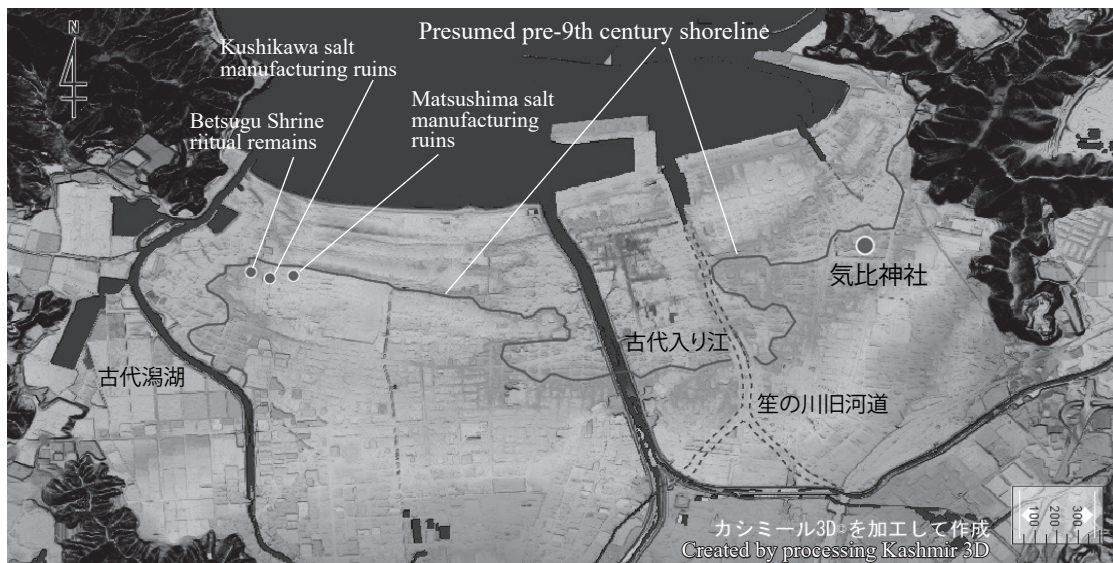 N
Presumed pre-9th century shoreline
Kushikawa salt
manufacturing ruins
Matsushima salt
manufacturing
ruins
Betsugu Shrine
riitual remains
気比神社
古代入り江
古代潟湖
笙の川旧河道
100
200
300
カシミール3D を加工して作成
Created by processing Kashmir 3D